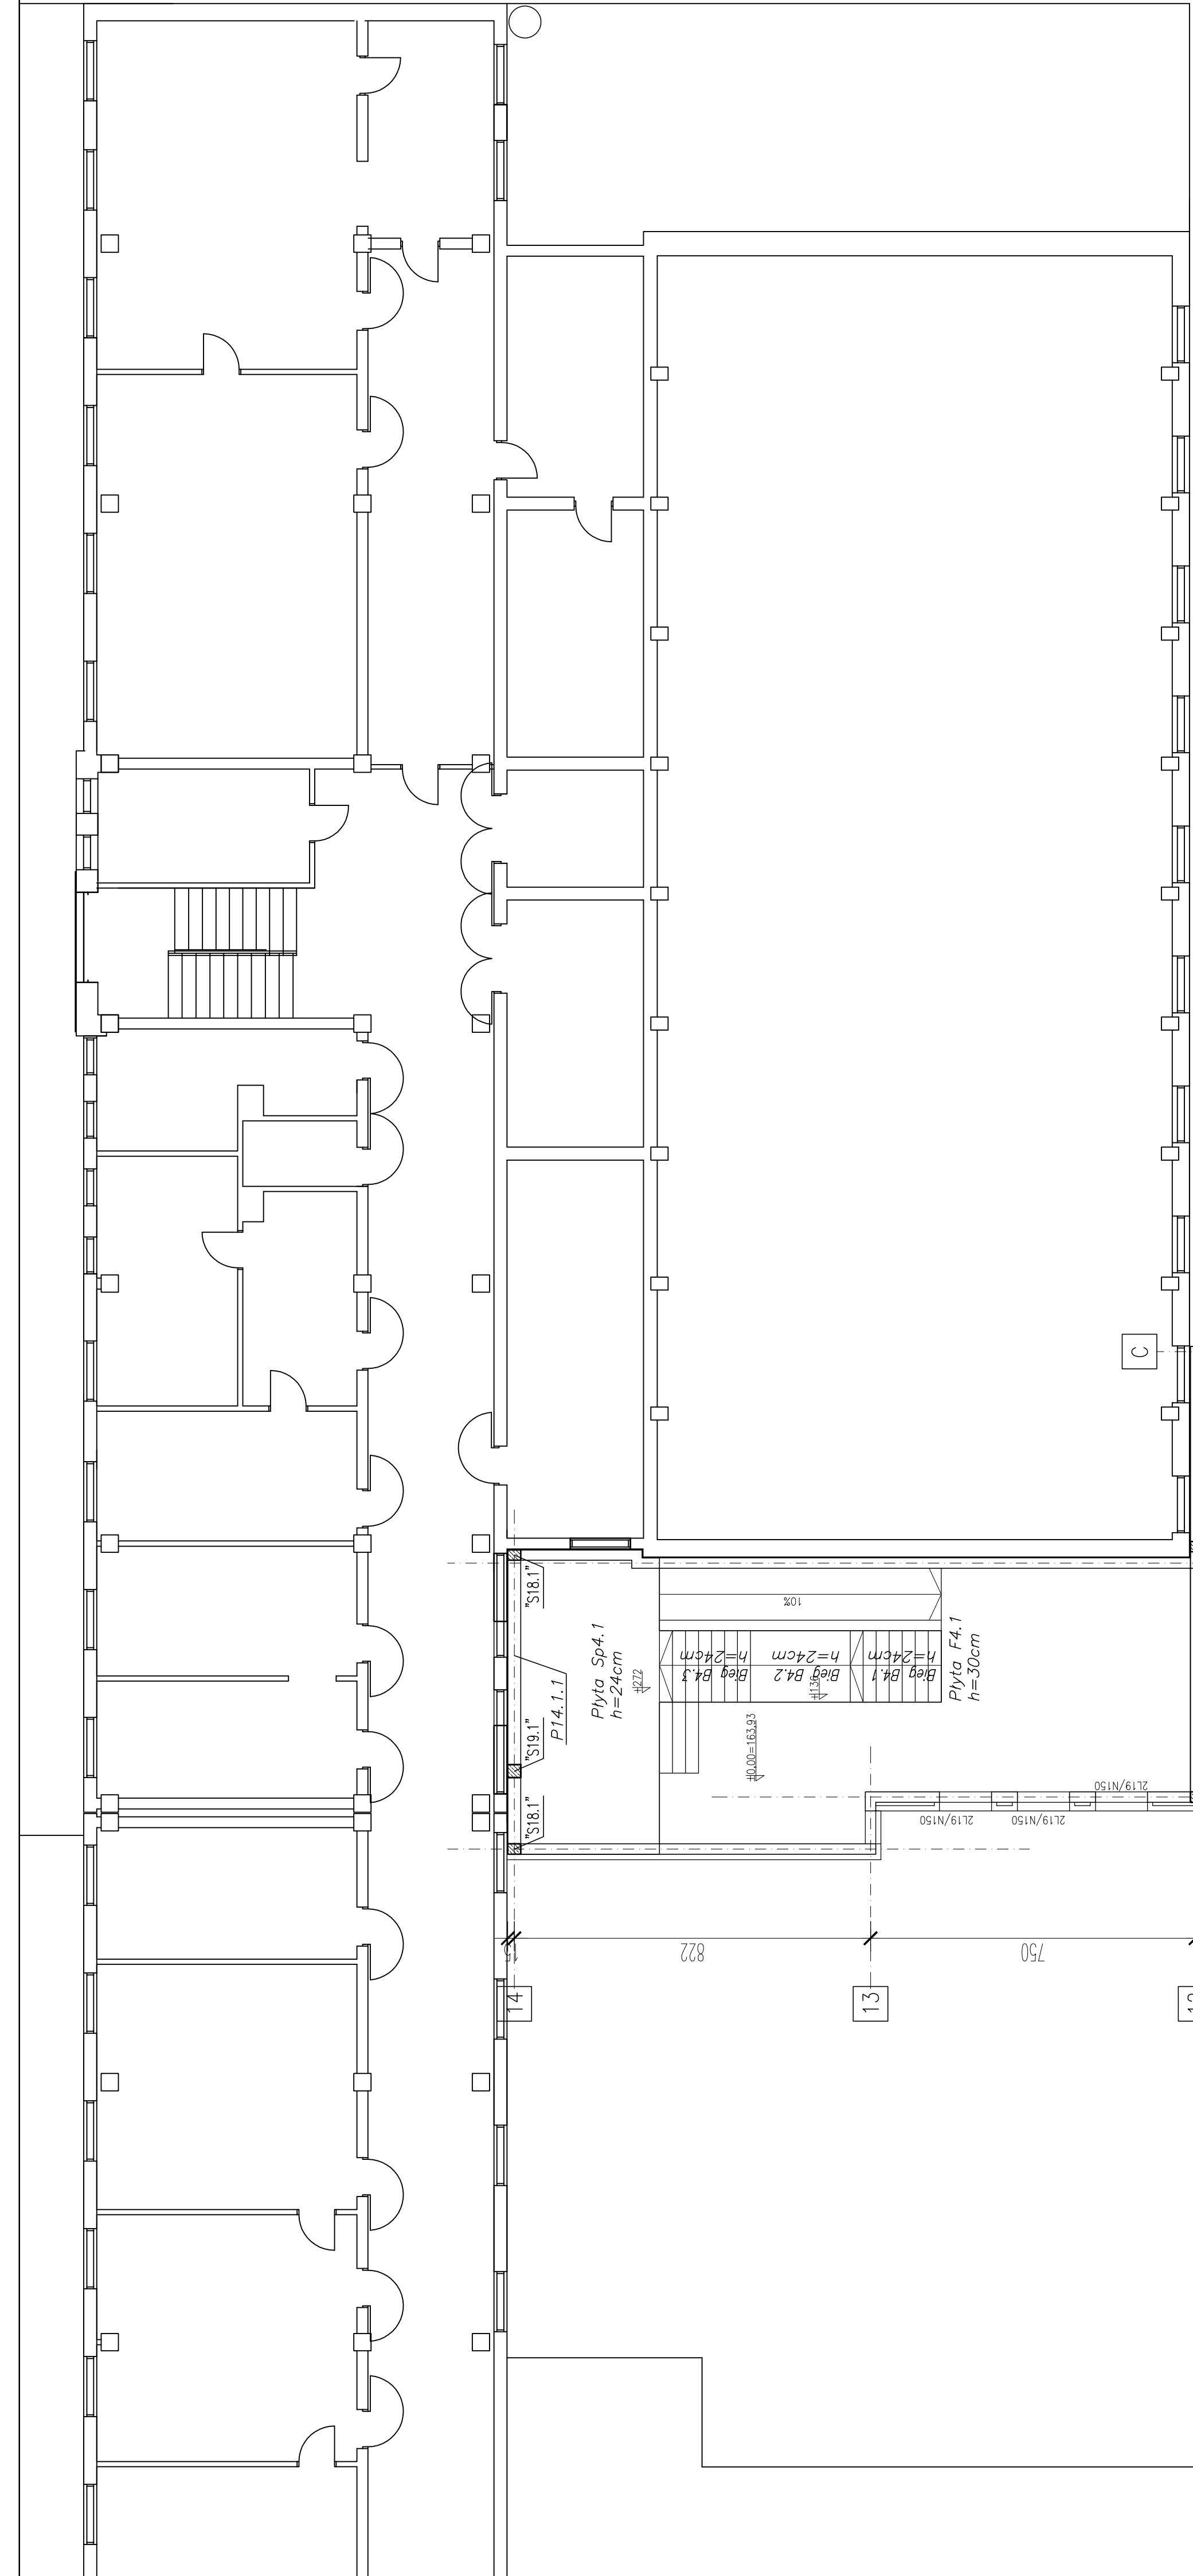 C
"S18.1"
10%
Płyta Sp4.1
h=24cm
+272
Bieg B4.3
h=24cm
Bieg B4.2
h=24cm
Bieg B4.1
h=24cm
Płyta F4.1
h=30cm
P14.1.1
"S19.1"
±0.00=163,93
"S18.1"
2L19/N150
2L19/N150
2L19/N150
822
750
14
13